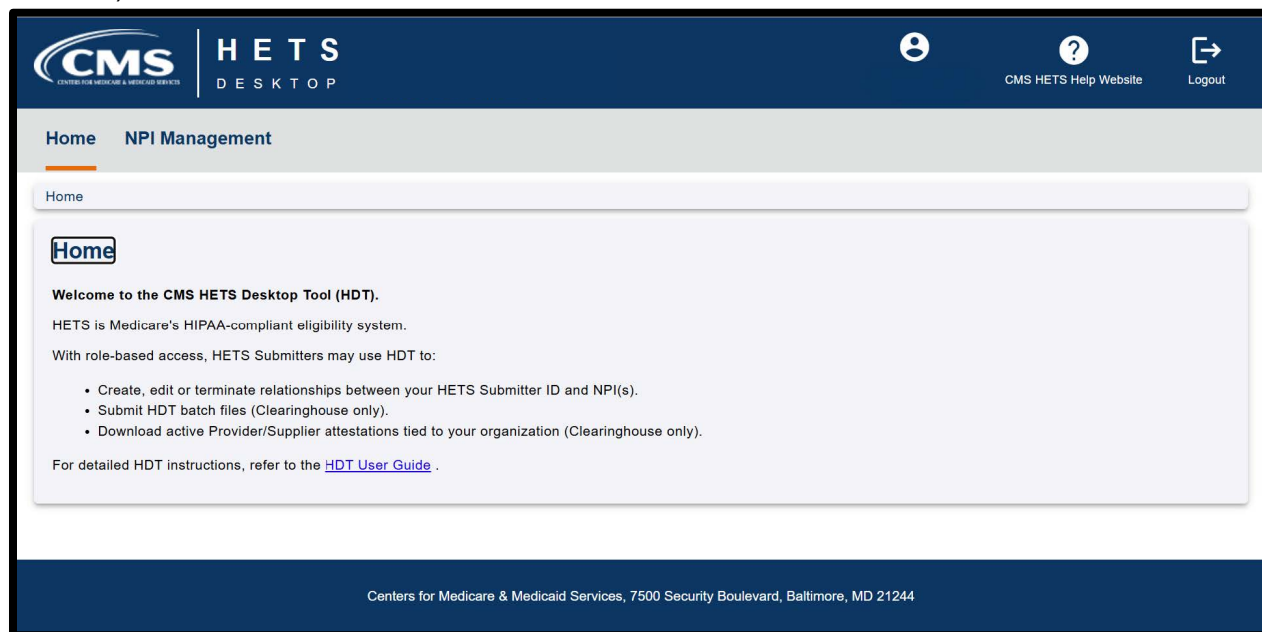 CMS
CENTERS FOR MEDICARE & MEDICAID SERVICES
HETS
DESKTOP
?
CMS HETS Help Website
Logout
Home NPI Management
Home
Home
Welcome to the CMS HETS Desktop Tool (HDT).
HETS is Medicare's HIPAA-compliant eligibility system.
With role-based access, HETS Submitters may use HDT to:
• Create, edit or terminate relationships between your HETS Submitter ID and NPI(s).
• Submit HDT batch files (Clearinghouse only).
• Download active Provider/Supplier attestations tied to your organization (Clearinghouse only).
For detailed HDT instructions, refer to the HDT User Guide .
Centers for Medicare & Medicaid Services, 7500 Security Boulevard, Baltimore, MD 21244